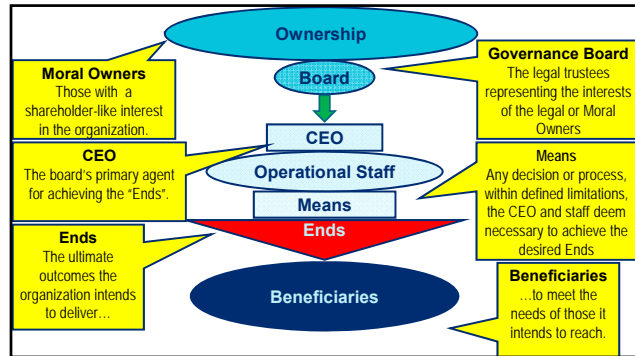 Ownership
Moral Owners
Those with a
shareholder-like interest
in the organization.
Governance Board
The legal trustees
representing the interests
of the legal or Moral
Owners
Board
CEO
CEO
The board's primary agent
for achieving the "Ends".
Operational Staff
Means
Means
Any decision or process,
within defined limitations,
the CEO and staff deem
necessary to achieve the
desired Ends
Ends
Ends
The ultimate
outcomes the
organization intends
to deliver…
Beneficiaries
Beneficiaries
…to meet the
needs of those it
intends to reach.